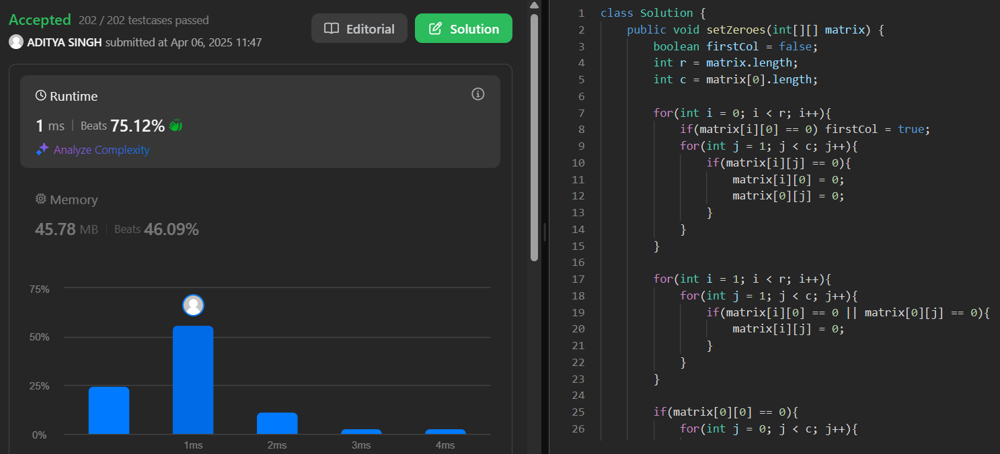 Accepted 202 / 202 testcases passed
ADITYA SINGH submitted at Apr 06, 2025 11:47
Editorial
Solution
Runtime
1 ms | Beats 75.12%
Analyze Complexity
Memory
45.78 MB | Beats 46.09%
75%
50%
25%
0%
1ms 2ms 3ms 4ms
1 class Solution {
2     public void setZeroes(int[][] matrix) {
3         boolean firstCol = false;
4         int r = matrix.length;
5         int c = matrix[0].length;
6
7         for(int i = 0; i < r; i++){
8             if(matrix[i][0] == 0) firstCol = true;
9             for(int j = 1; j < c; j++){
10                 if(matrix[i][j] == 0){
11                     matrix[i][0] = 0;
12                     matrix[0][j] = 0;
13                 }
14             }
15         }
16
17         for(int i = 1; i < r; i++){
18             for(int j = 1; j < c; j++){
19                 if(matrix[i][0] == 0 || matrix[0][j] == 0){
20                     matrix[i][j] = 0;
21                 }
22             }
23         }
24
25         if(matrix[0][0] == 0){
26             for(int j = 0; j < c; j++){